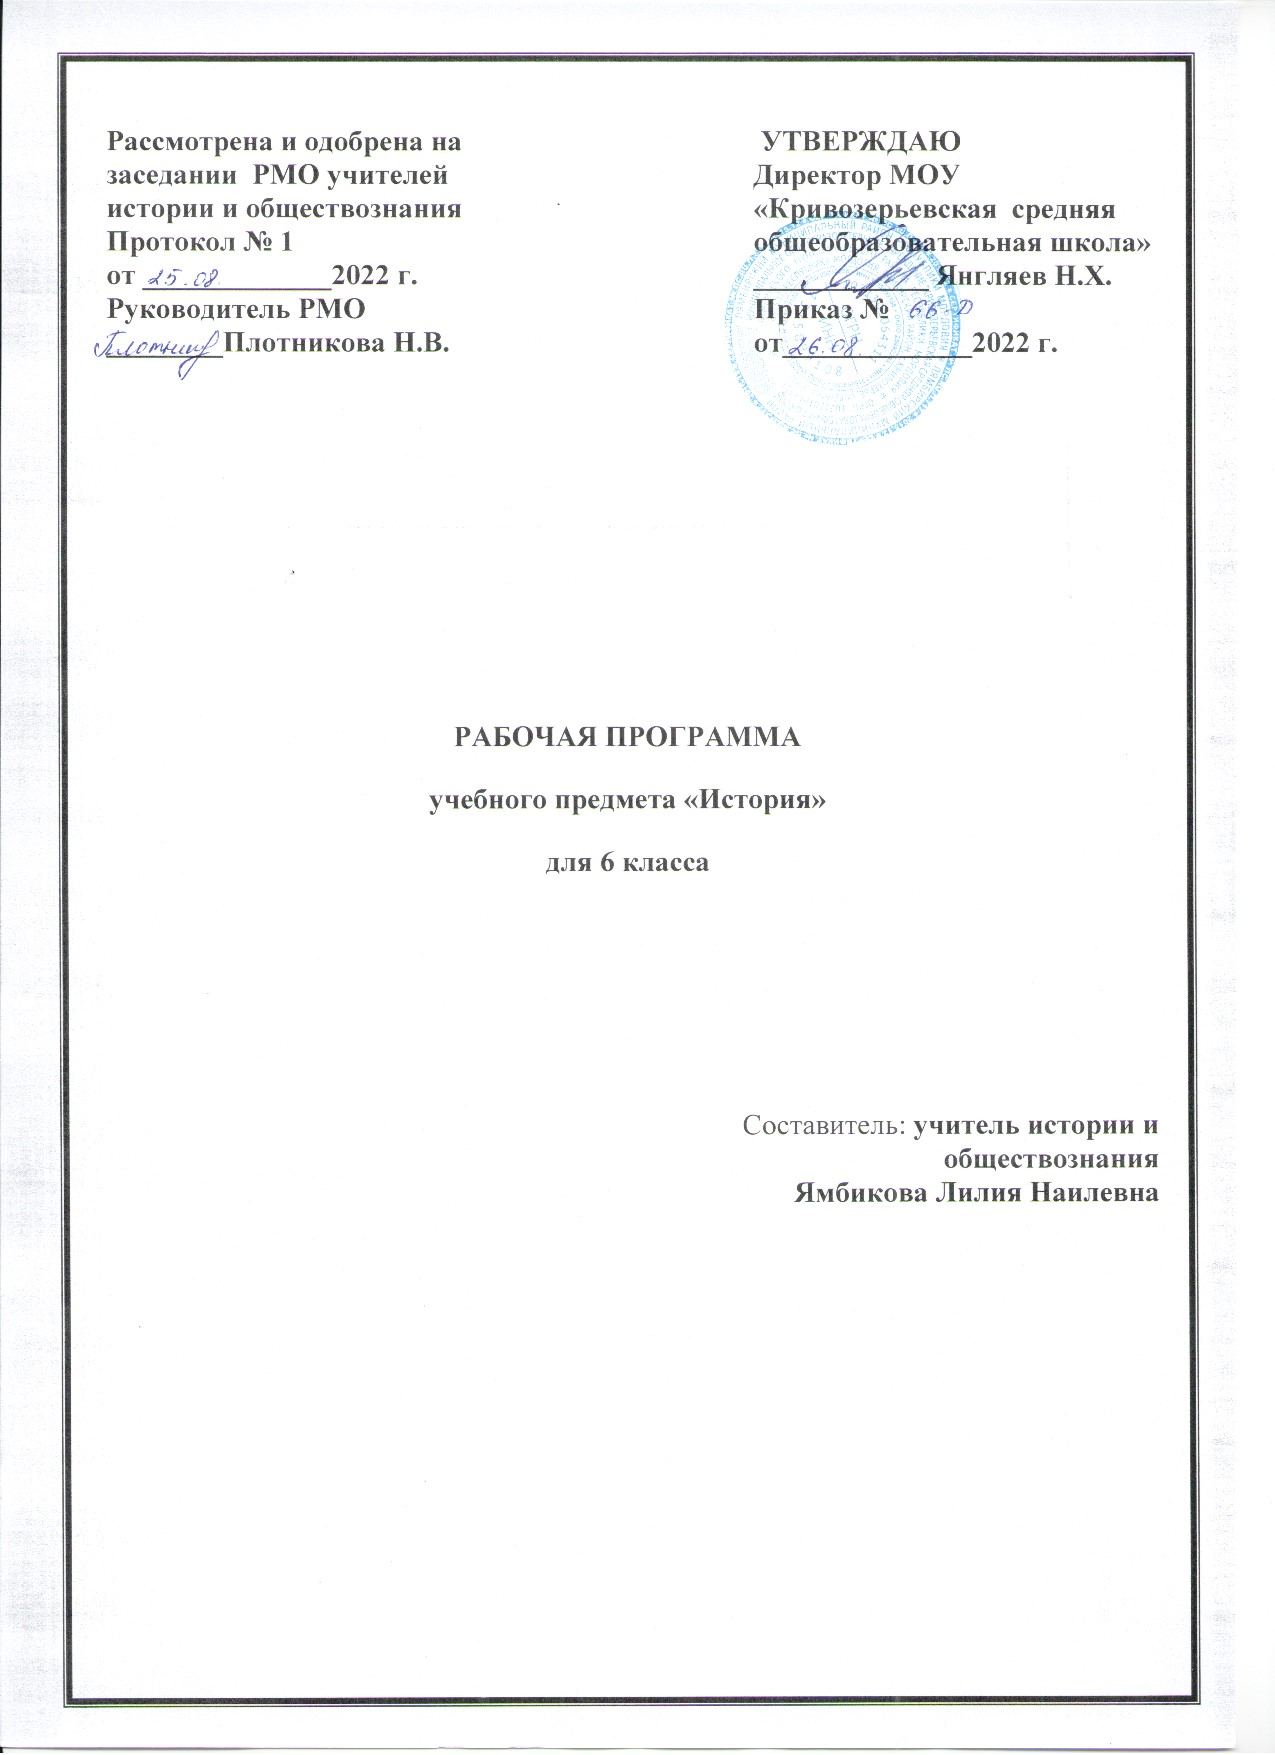 Рассмотрена и одобрена на
заседании РМО учителей
истории и обществознания
Протокол № 1
от 25.08. 2022 г.
Руководитель РМО
Плотникова Н.В.
УТВЕРЖДАЮ
Директор МОУ
«Кривозерьевская средняя
общеобразовательная школа»
Янгляев Н.Х.
Приказ № 66-Д
от 26.08. 2022 г.
РАБОЧАЯ ПРОГРАММА
учебного предмета «История»
для 6 класса
Составитель: учитель истории и
обществознания
Ямбикова Лилия Наилевна